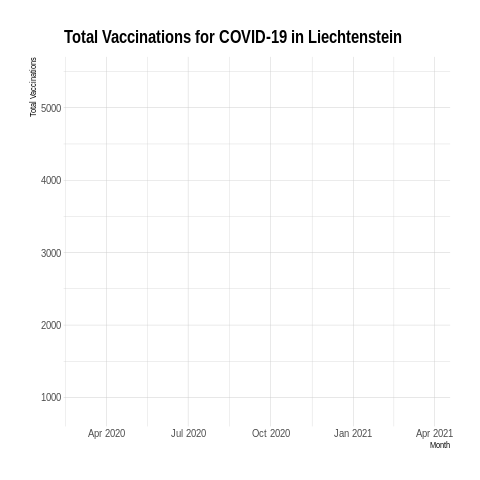 Total Vaccinations for COVID-19 in Liechtenstein
Total Vaccinations
5000
4000
3000
2000
1000
Apr 2020 Jul 2020 Oct 2020 Jan 2021 Apr 2021
Month